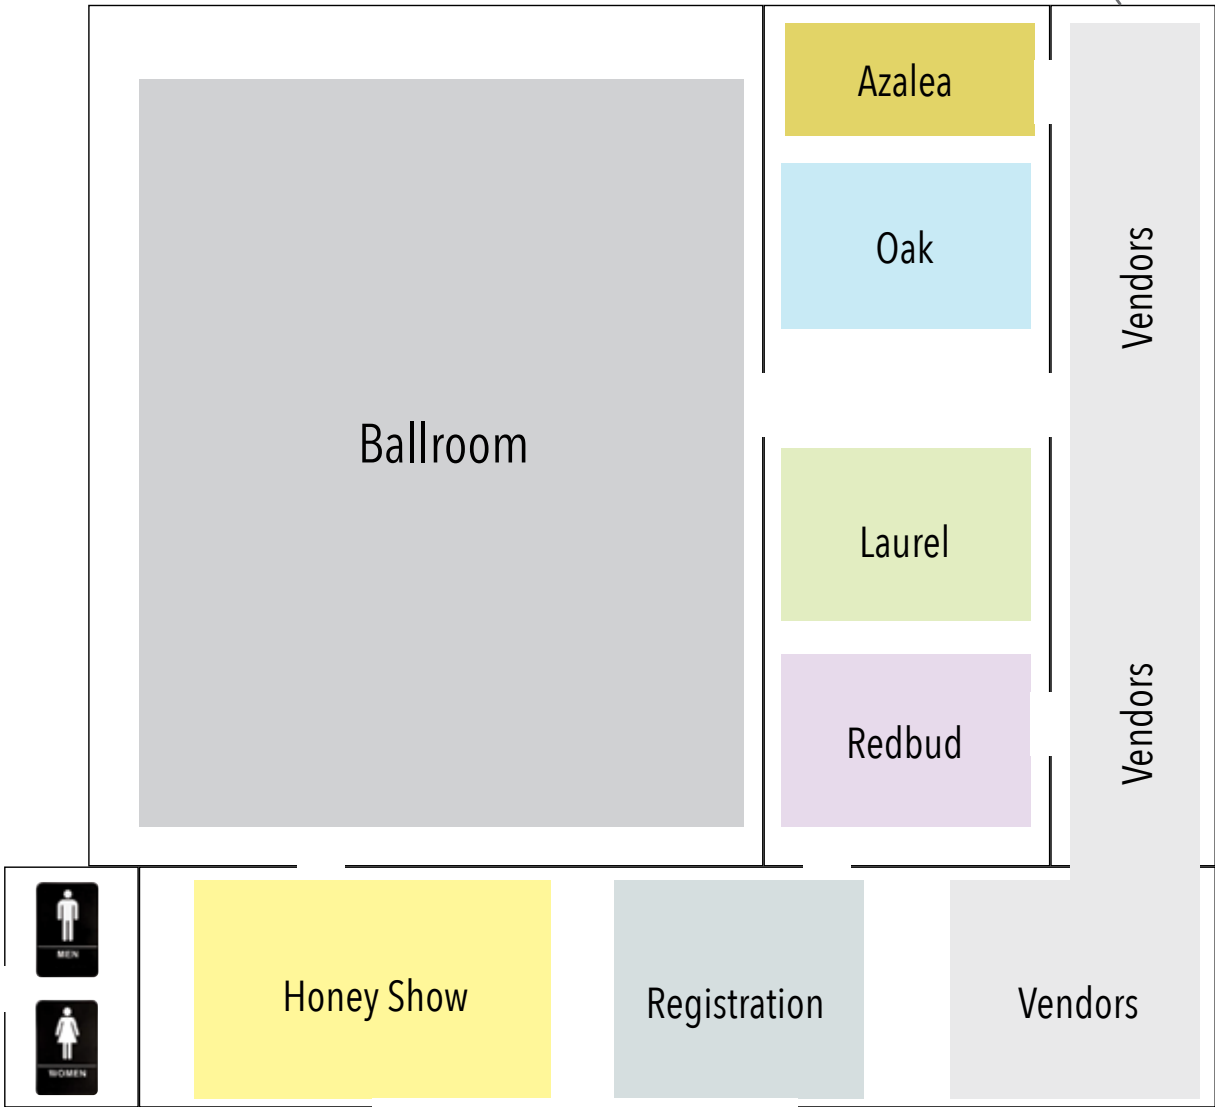 Azalea
Oak
Vendors
Ballroom
Laurel
Redbud
Vendors
MEN
WOMEN
Honey Show
Registration
Vendors